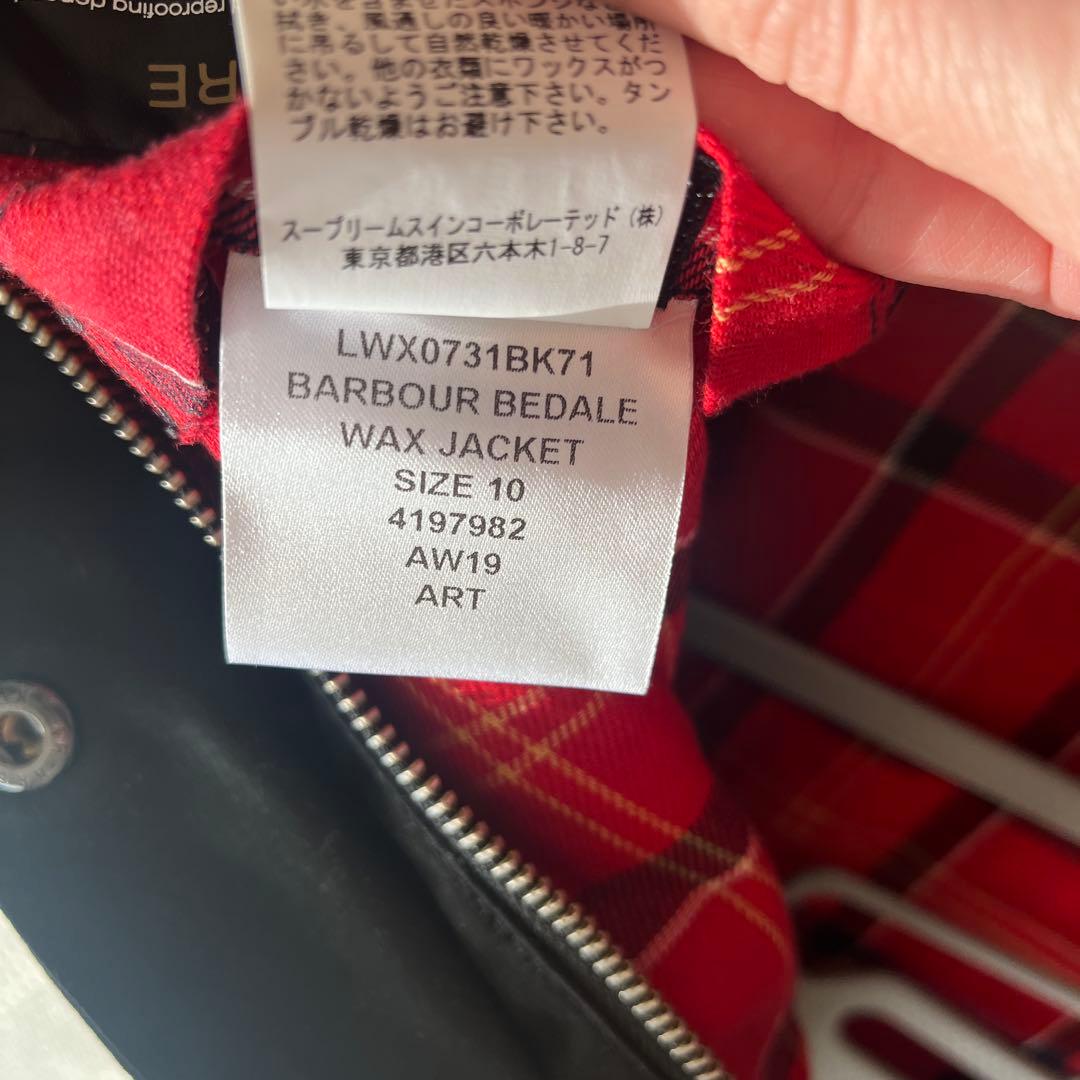 reproofing
RE
拭き、風通しの良い暖かい場所
に吊るして自然乾燥させてくだ
さい。他の衣類にワックスがつ
かないようご注意下さい。タン
ブル乾燥はお避け下さい。
スープリームスインコーポレーテッド（株）
東京都港区六本木1-8-7
LWX0731BK71
BARBOUR BEDALE
WAX JACKET
SIZE 10
4197982
AW19
ART